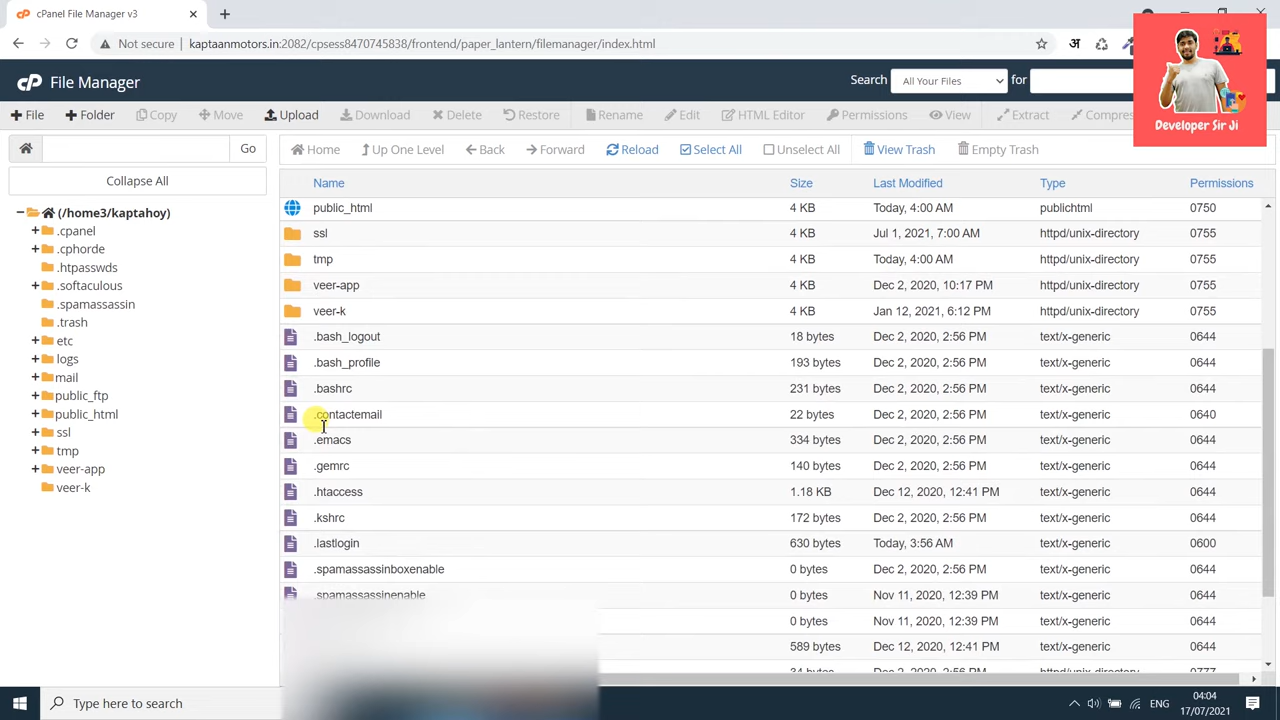 cPanel File Manager v3
Not secure kaptaanmotors.in:2082/cpsess8470745838/frontend/paper_lantern/filemanager/index.html
अ
cP File Manager
Search All Your Files for
File Folder Copy Move Upload Download Delete Restore Rename Edit HTML Editor Permissions View Extract Compres
Developer Sir Ji
Go Home Up One Level Back Forward Reload Select All Unselect All View Trash Empty Trash
Collapse All
Name Size Last Modified Type Permissions
(/home3/kaptahoy)
.cpanel
.cphorde
.htpasswds
.softaculous
.spamassassin
.trash
etc
logs
mail
public_ftp
public_html
ssl
tmp
veer-app
veer-k
public_html 4 KB Today, 4:00 AM publichtml 0750
ssl 4 KB Jul 1, 2021, 7:00 AM httpd/unix-directory 0755
tmp 4 KB Today, 4:00 AM httpd/unix-directory 0755
veer-app 4 KB Dec 2, 2020, 10:17 PM httpd/unix-directory 0755
veer-k 4 KB Jan 12, 2021, 6:12 PM httpd/unix-directory 0755
.bash_logout 18 bytes Dec 2, 2020, 2:56 PM text/x-generic 0644
.bash_profile 193 bytes Dec 2, 2020, 2:56 PM text/x-generic 0644
.bashrc 231 bytes Dec 2, 2020, 2:56 PM text/x-generic 0644
.contactemail 22 bytes Dec 2, 2020, 2:56 PM text/x-generic 0640
.emacs 334 bytes Dec 2, 2020, 2:56 PM text/x-generic 0644
.gemrc 140 bytes Dec 2, 2020, 2:56 PM text/x-generic 0644
.htaccess 1.18 KB Dec 12, 2020, 12:41 PM text/x-generic 0644
.kshrc 172 bytes Dec 2, 2020, 2:56 PM text/x-generic 0644
.lastlogin 630 bytes Today, 3:56 AM text/x-generic 0600
.spamassassinboxenable 0 bytes Dec 2, 2020, 2:56 PM text/x-generic 0644
.spamassassinenable 0 bytes Nov 11, 2020, 12:39 PM text/x-generic 0644
0 bytes Nov 11, 2020, 12:39 PM text/x-generic 0644
589 bytes Dec 12, 2020, 12:41 PM text/x-generic 0644
34 bytes Dec 2, 2020, 2:56 PM httpd/unix-directory 0777
Type here to search
ENG
04:04
17/07/2021